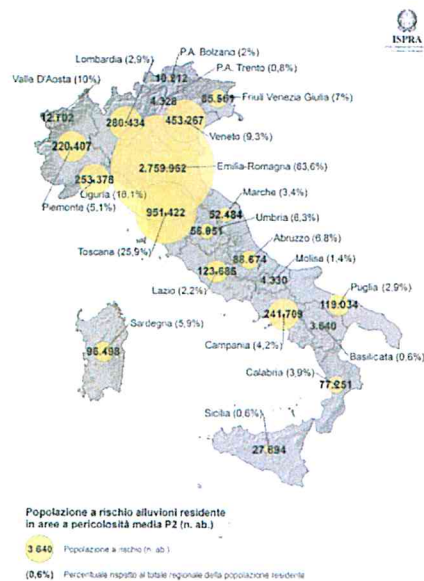 ISPRA
Lombardia (2,9%)
P.A. Bolzano (2%)
P.A. Trento (0,8%)
Valle D'Aosta (10%)
10.812
4.328
65.561
Friuli Venezia Giulia (7%)
12.702
280.434
453.267
Veneto (9,3%)
220.407
2.759.962
Emilia-Romagna (63,6%)
253.378
Liguria (16,1%)
Piemonte (5,1%)
951.422
52.484
Marche (3,4%)
56.951
Umbria (6,3%)
Toscana (25,9%)
88.674
Abruzzo (6,8%)
Molise (1,4%)
123.686
4.330
Lazio (2,2%)
Puglia (2,9%)
119.034
241.709
3.640
Sardegna (5,9%)
96.498
Campania (4,2%)
Basilicata (0,6%)
Calabria (3,9%)
77.251
Sicilia (0,6%)
27.894
Popolazione a rischio alluvioni residente
in aree a pericolosità media P2 (n. ab.)
3 640 Popolazione a rischio (n. ab.)
(0,6%) Percentuale rispetto al totale regionale della popolazione residente